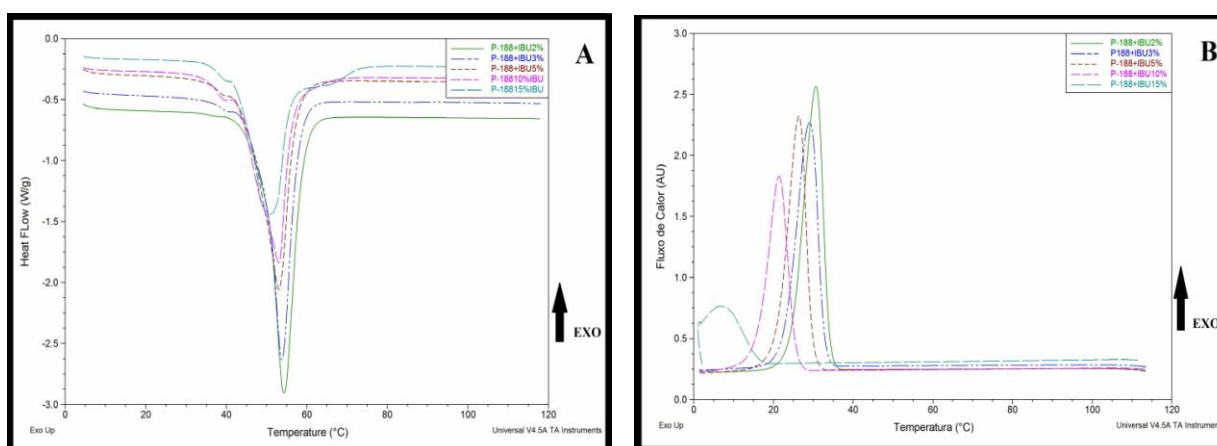 A
P-188+IBU2%
P-188+IBU3%
P-188+IBU5%
P-18810%IBU
P-18815%IBU
0.0
-0.5
-1.0
-1.5
-2.0
-2.5
-3.0
Heat FLow (W/g)
EXO
0 20 40 60 80 100 120
Exo Up
Temperature (°C)
Universal V4.5A TA Instruments
B
P-188+IBU2%
P188+IBU3%
P-188+IBU5%
P-188+IBU10%
P-188+IBU15%
3.0
2.5
2.0
1.5
1.0
0.5
0.0
Fluxo de Calor (AU)
EXO
0 20 40 60 80 100 120
Exo Up
Temperatura (°C)
Universal V4.5A TA Instruments